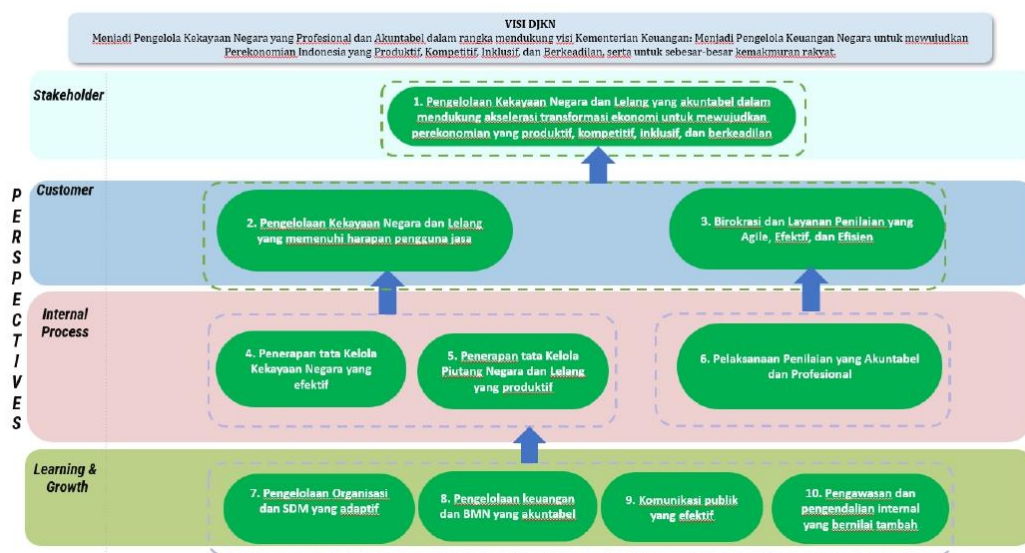 VISI DJKN
Menjadi Pengelola Kekayaan Negara yang Profesional dan Akuntabel dalam rangka mendukung visi Kementerian Keuangan: Menjadi Pengelola Keuangan Negara untuk mewujudkan
Perekonomian Indonesia yang Produktif, Kompetitif, Inklusif, dan Berkeadilan, serta untuk sebesar-besar kemakmuran rakyat.
PERSPECTIVES
Stakeholder
1. Pengelolaan Kekayaan Negara dan Lelang yang akuntabel dalam
mendukung akselerasi transformasi ekonomi untuk mewujudkan
perekonomian yang produktif, kompetitif, inklusif, dan berkeadilan
Customer
2. Pengelolaan Kekayaan Negara dan Lelang
yang memenuhi harapan pengguna jasa
3. Birokrasi dan Layanan Penilaian yang
Agile, Efektif, dan Efisien
Internal
Process
4. Penerapan tata Kelola
Kekayaan Negara yang
efektif
5. Penerapan tata Kelola
Piutang Negara dan Lelang
yang produktif
6. Pelaksanaan Penilaian yang Akuntabel
dan Profesional
Learning &
Growth
7. Pengelolaan Organisasi
dan SDM yang adaptif
8. Pengelolaan keuangan
dan BMN yang akuntabel
9. Komunikasi publik
yang efektif
10. Pengawasan dan
pengendalian internal
yang bernilai tambah